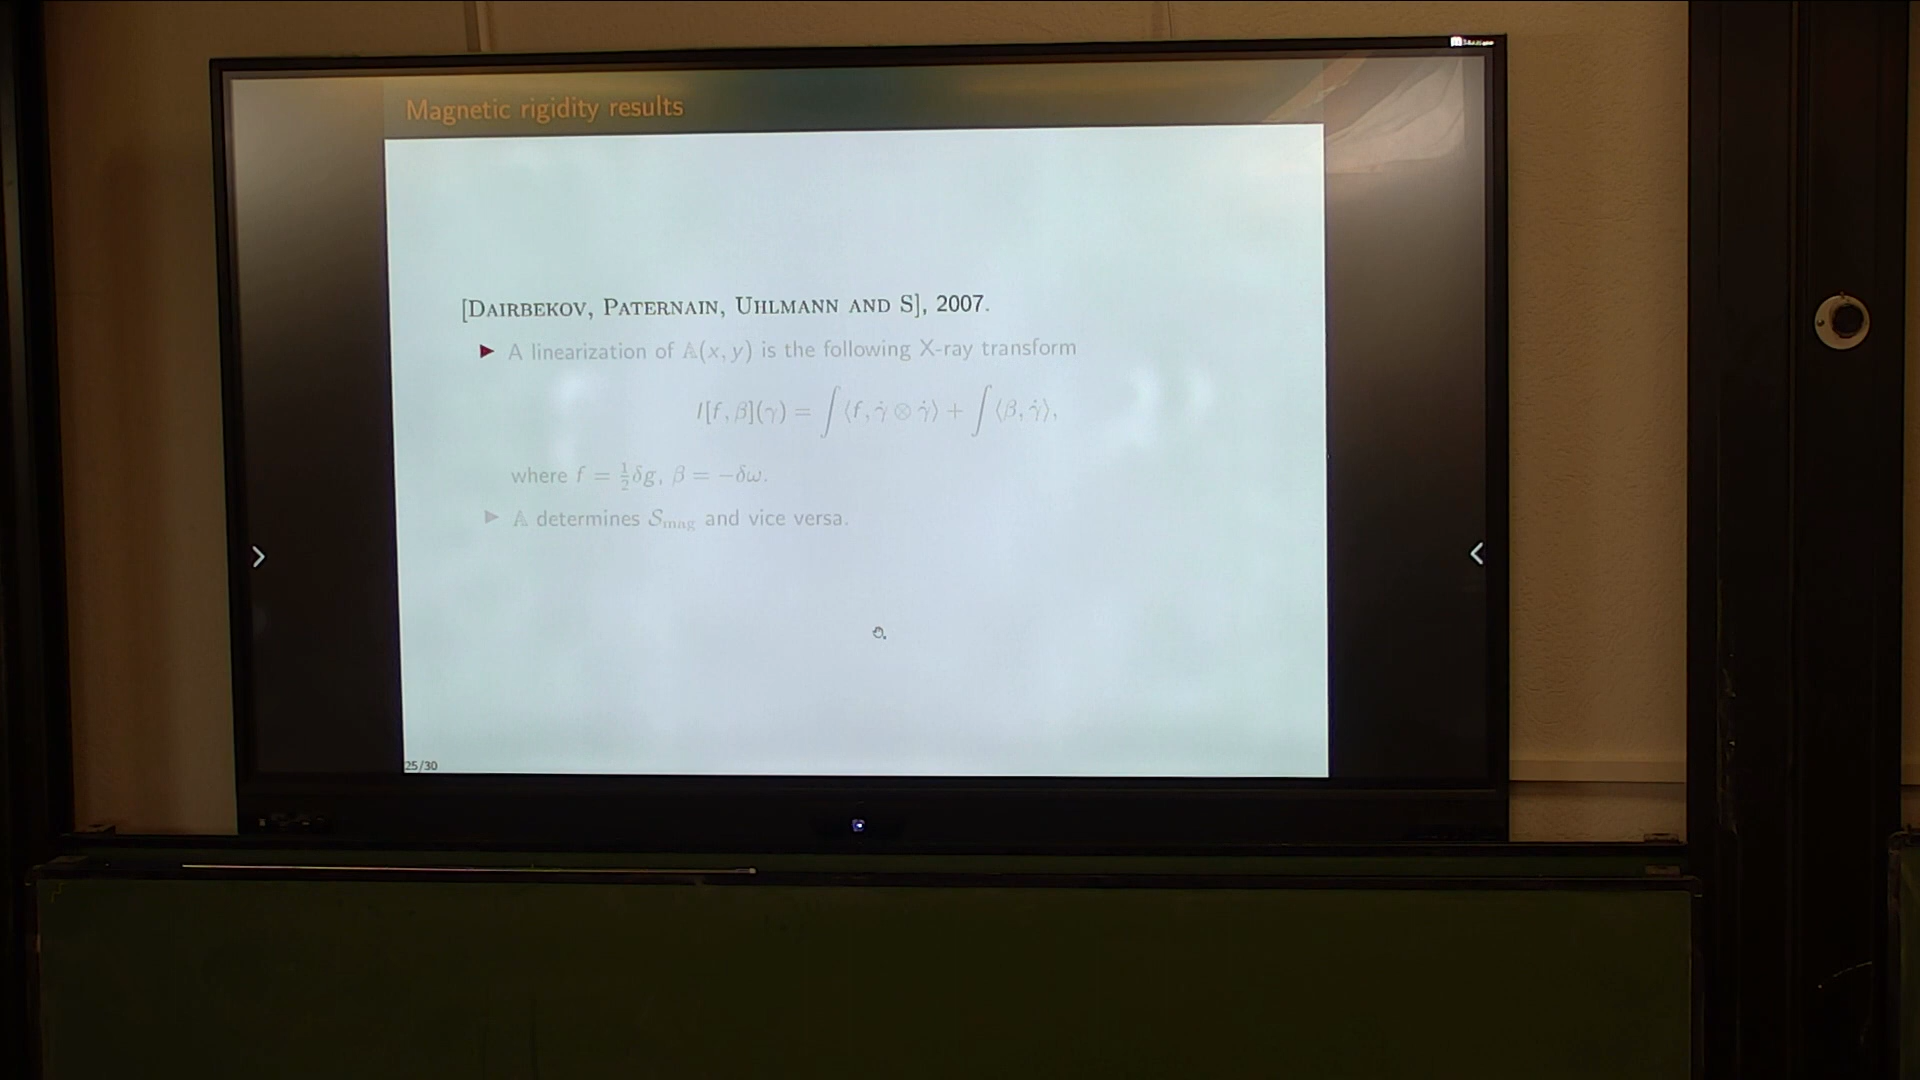 Magnetic rigidity results
[DAIRBEKOV, PATERNAIN, UHLMANN AND S], 2007.
▶ A linearization of 𝔸(x, y) is the following X-ray transform
I[f, β](γ) = ∫⟨f, γ̇ ⊗ γ̇⟩ + ∫⟨β, γ̇⟩,
where f = ½δg, β = −δω.
▶ 𝔸 determines 𝒮mag and vice versa.
25/30